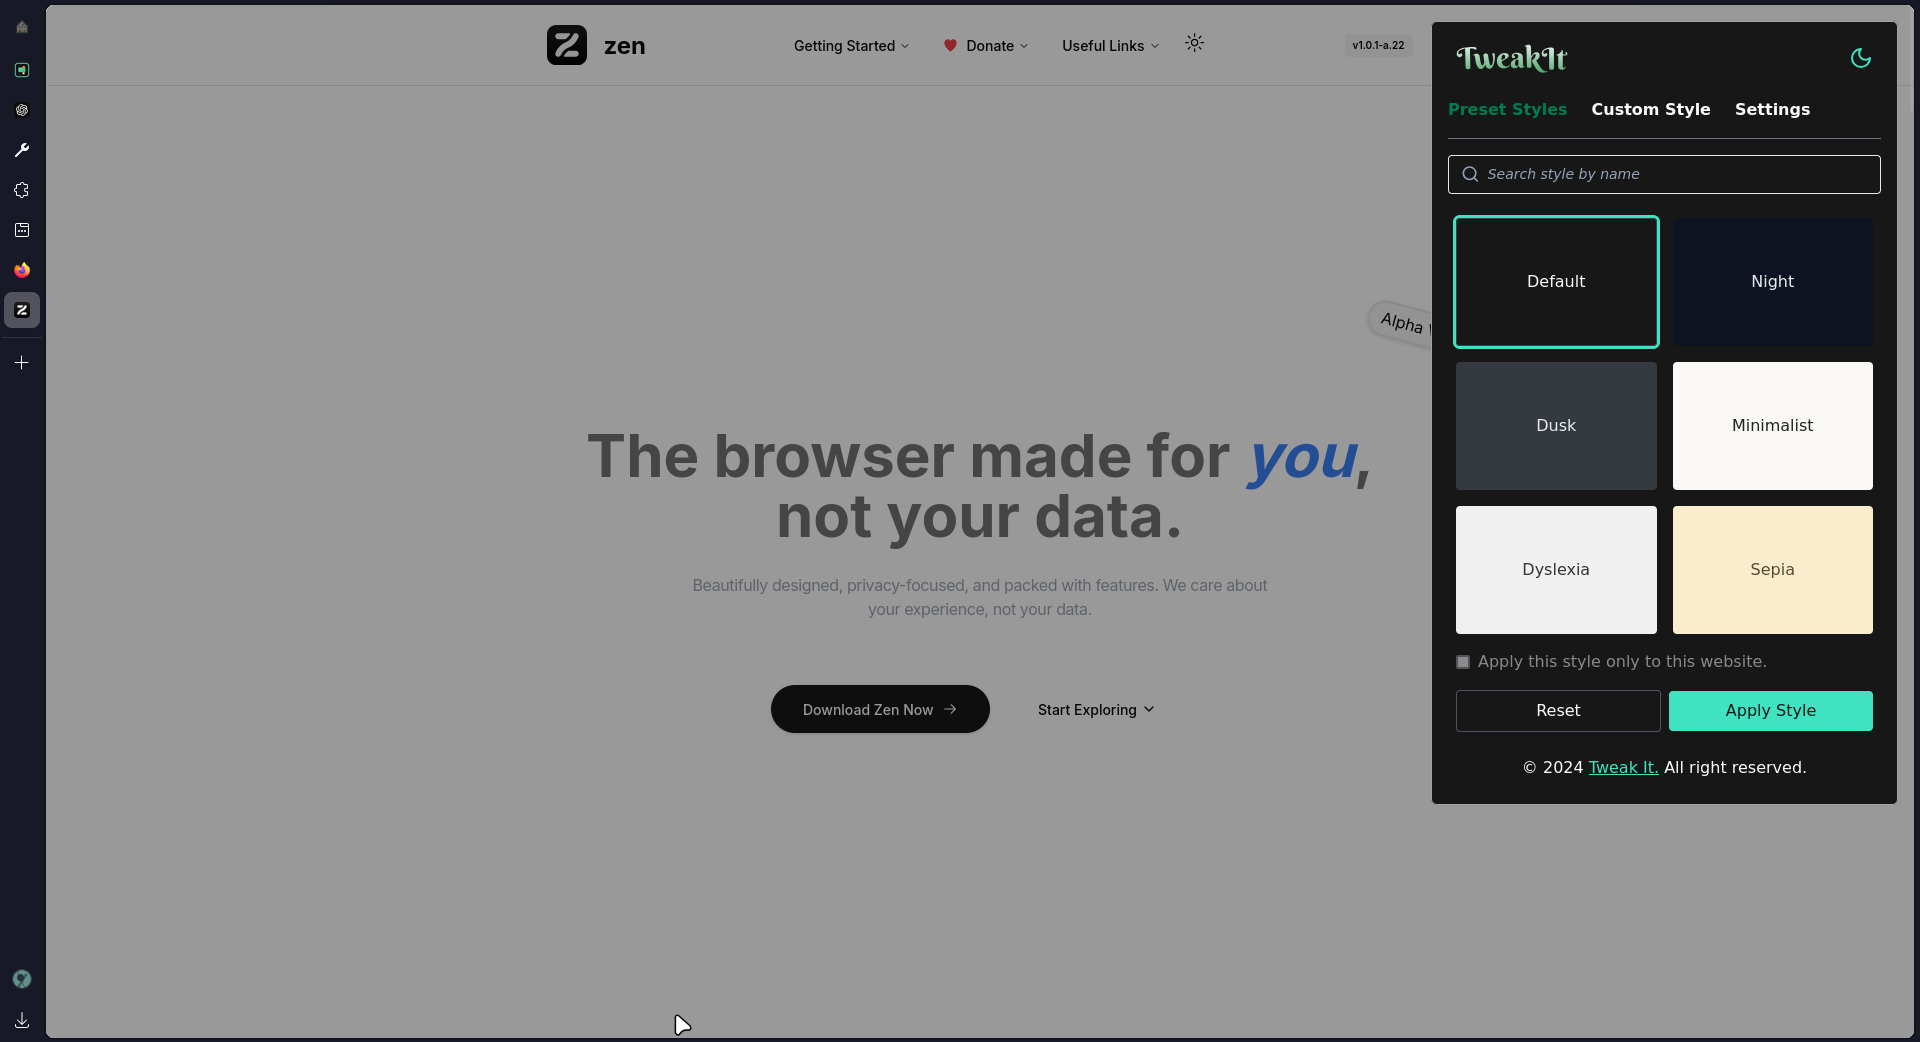 zen
Getting Started
Donate
Useful Links
v1.0.1-a.22
Alpha
The browser made for you,
not your data.
Beautifully designed, privacy-focused, and packed with features. We care about
your experience, not your data.
Download Zen Now
Start Exploring
TweakIt
Preset Styles
Custom Style
Settings
Search style by name
Default
Night
Dusk
Minimalist
Dyslexia
Sepia
Apply this style only to this website.
Reset
Apply Style
© 2024 Tweak It. All right reserved.